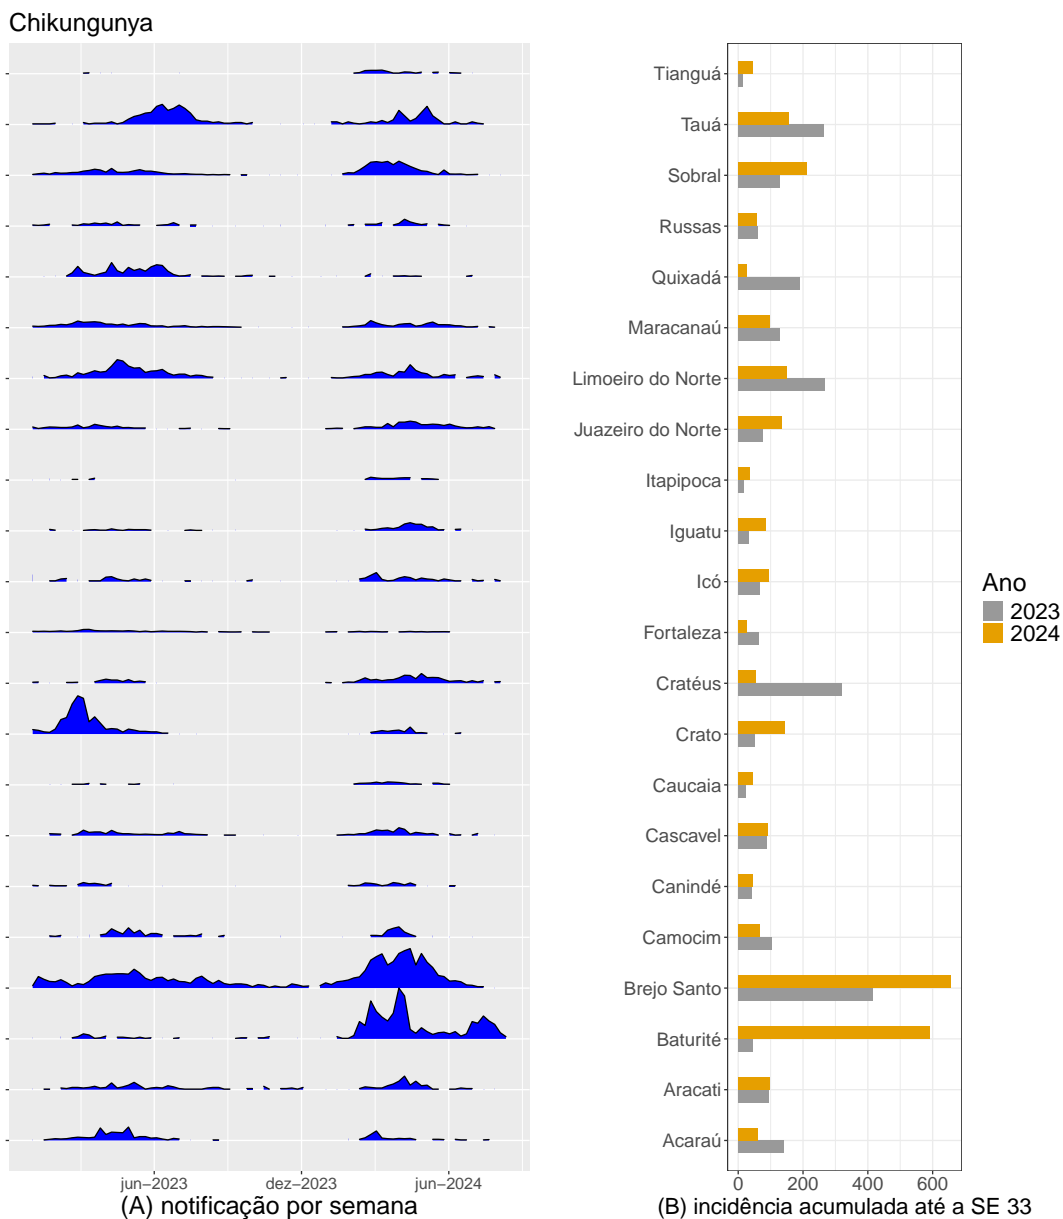 Chikungunya
Tianguá
Tauá
Sobral
Russas
Quixadá
Maracanaú
Limoeiro do Norte
Juazeiro do Norte
Itapipoca
Iguatu
Icó
Fortaleza
Cratéus
Crato
Caucaia
Cascavel
Canindé
Camocim
Brejo Santo
Baturité
Aracati
Acaraú
Ano
2023
2024
jun−2023 dez−2023 jun−2024
(A) notificação por semana
0 200 400 600
(B) incidência acumulada até a SE 33